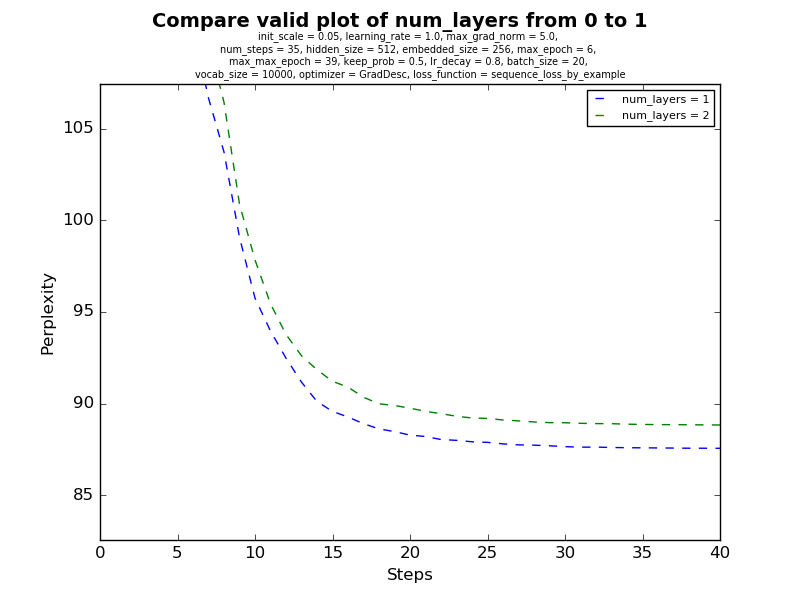 Compare valid plot of num_layers from 0 to 1
init_scale = 0.05, learning_rate = 1.0, max_grad_norm = 5.0,
num_steps = 35, hidden_size = 512, embedded_size = 256, max_epoch = 6,
max_max_epoch = 39, keep_prob = 0.5, lr_decay = 0.8, batch_size = 20,
vocab_size = 10000, optimizer = GradDesc, loss_function = sequence_loss_by_example
num_layers = 1
num_layers = 2
105
100
95
90
85
Perplexity
0 5 10 15 20 25 30 35 40
Steps